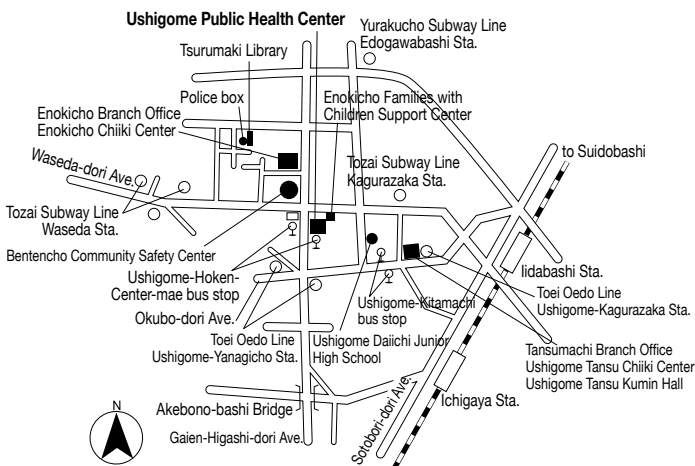 Ushigome Public Health Center
Yurakucho Subway Line
Edogawabashi Sta.
Tsurumaki Library
Police box
Enokicho Families with
Children Support Center
Enokicho Branch Office
Enokicho Chiiki Center
to Suidobashi
Waseda-dori Ave.
Tozai Subway Line
Kagurazaka Sta.
Tozai Subway Line
Waseda Sta.
Bentencho Community Safety Center
Ushigome-Hoken-
Center-mae bus stop
Iidabashi Sta.
Toei Oedo Line
Ushigome-Kagurazaka Sta.
Ushigome-Kitamachi
bus stop
Okubo-dori Ave.
Toei Oedo Line
Ushigome-Yanagicho Sta.
Ushigome Daiichi Junior
High School
Tansumachi Branch Office
Ushigome Tansu Chiiki Center
Ushigome Tansu Kumin Hall
Ichigaya Sta.
Sotobori-dori Ave.
N
Akebono-bashi Bridge
Gaien-Higashi-dori Ave.